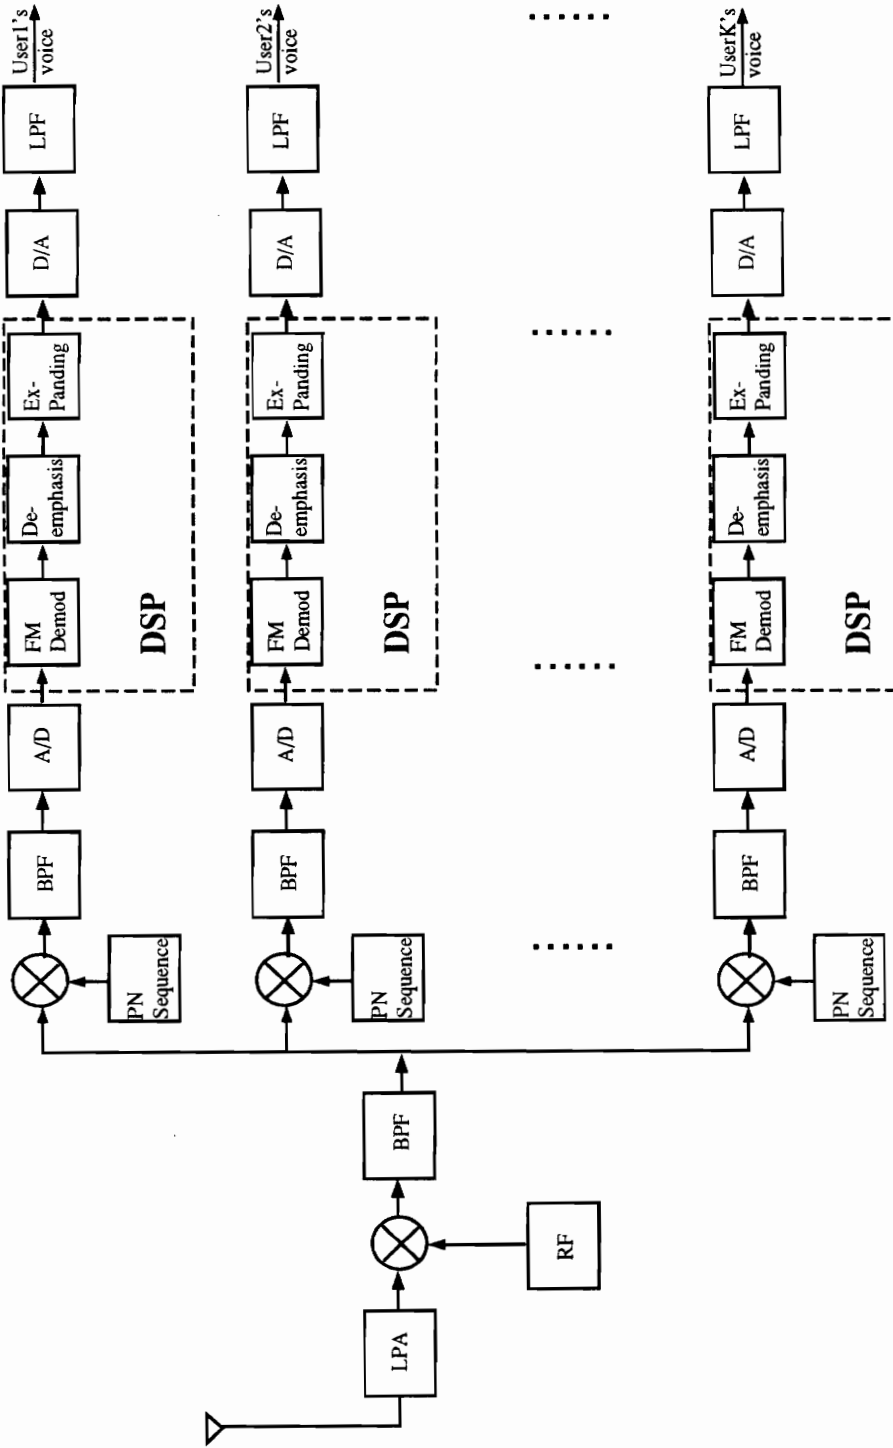 LPA
RF
BPF
PN
Sequence
BPF
A/D
DSP
FM
Demod
De-
emphasis
Ex-
Panding
D/A
LPF
User1's
voice
PN
Sequence
BPF
A/D
DSP
FM
Demod
De-
emphasis
Ex-
Panding
D/A
LPF
User2's
voice
......
......
......
......
PN
Sequence
BPF
A/D
DSP
FM
Demod
De-
emphasis
Ex-
Panding
D/A
LPF
UserK's
voice